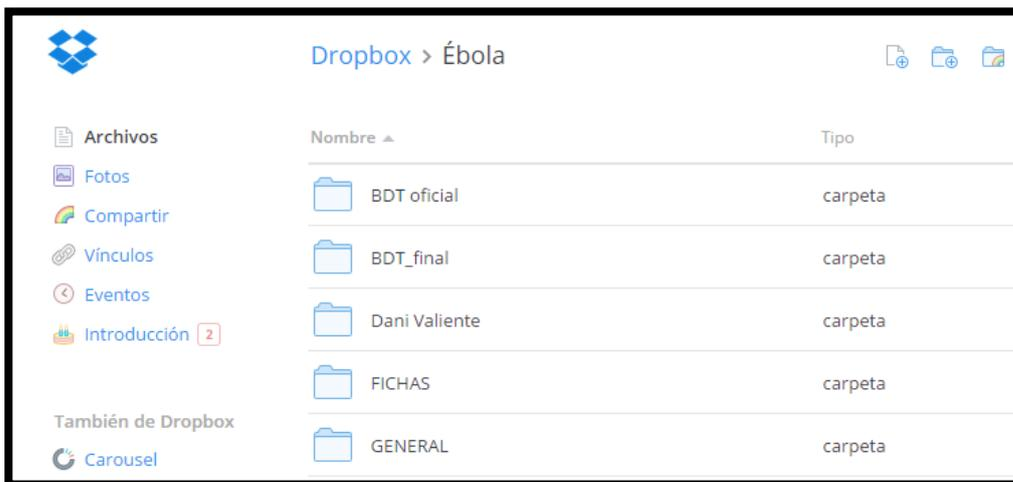 Dropbox > Ébola
Archivos
Fotos
Compartir
Vínculos
Eventos
Introducción 2
También de Dropbox
Carousel
Nombre Tipo
BDT oficial carpeta
BDT_final carpeta
Dani Valiente carpeta
FICHAS carpeta
GENERAL carpeta